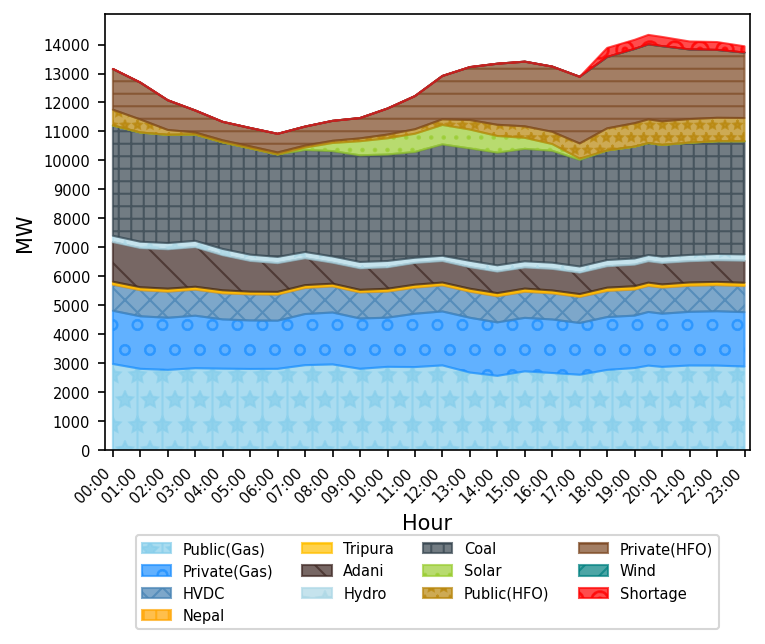 14000
13000
12000
11000
10000
9000
8000
7000
6000
5000
4000
3000
2000
1000
0
MW
00:00 01:00 02:00 03:00 04:00 05:00 06:00 07:00 08:00 09:00 10:00 11:00 12:00 13:00 14:00 15:00 16:00 17:00 18:00 19:00 20:00 21:00 22:00 23:00
Hour
Public(Gas) Tripura Coal Private(HFO)
Private(Gas) Adani Solar Wind
HVDC Hydro Public(HFO) Shortage
Nepal